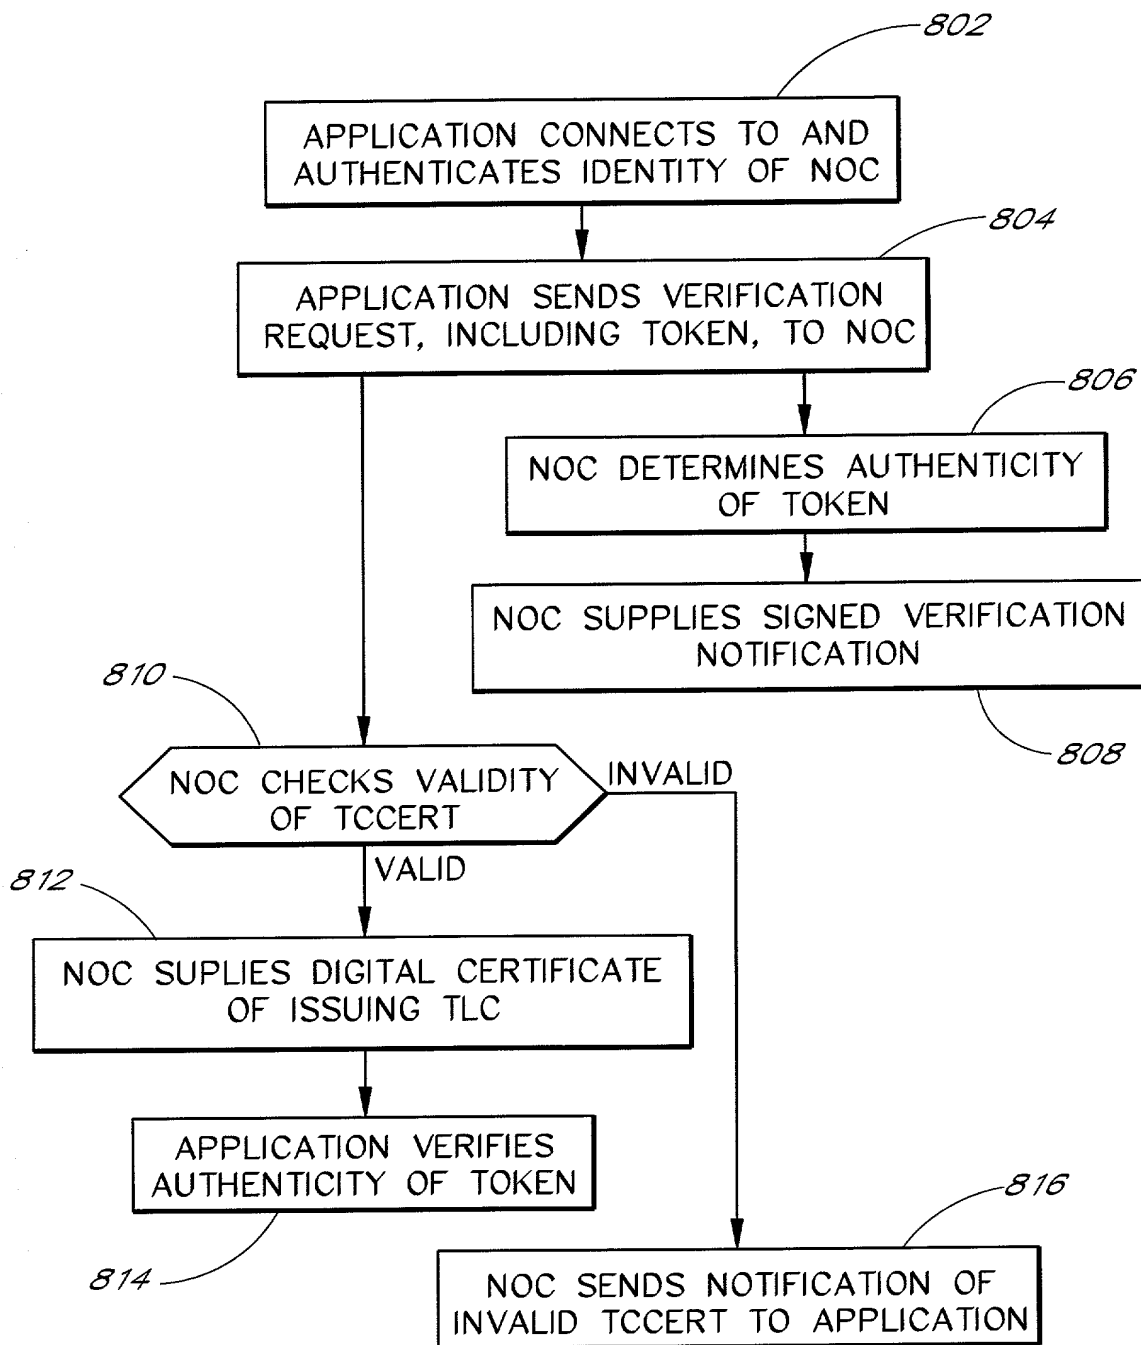 802
APPLICATION CONNECTS TO AND
AUTHENTICATES IDENTITY OF NOC
804
APPLICATION SENDS VERIFICATION
REQUEST, INCLUDING TOKEN, TO NOC
806
NOC DETERMINES AUTHENTICITY
OF TOKEN
NOC SUPPLIES SIGNED VERIFICATION
NOTIFICATION
808
810
NOC CHECKS VALIDITY
OF TCCERT
INVALID
VALID
812
NOC SUPLIES DIGITAL CERTIFICATE
OF ISSUING TLC
APPLICATION VERIFIES
AUTHENTICITY OF TOKEN
814
816
NOC SENDS NOTIFICATION OF
INVALID TCCERT TO APPLICATION